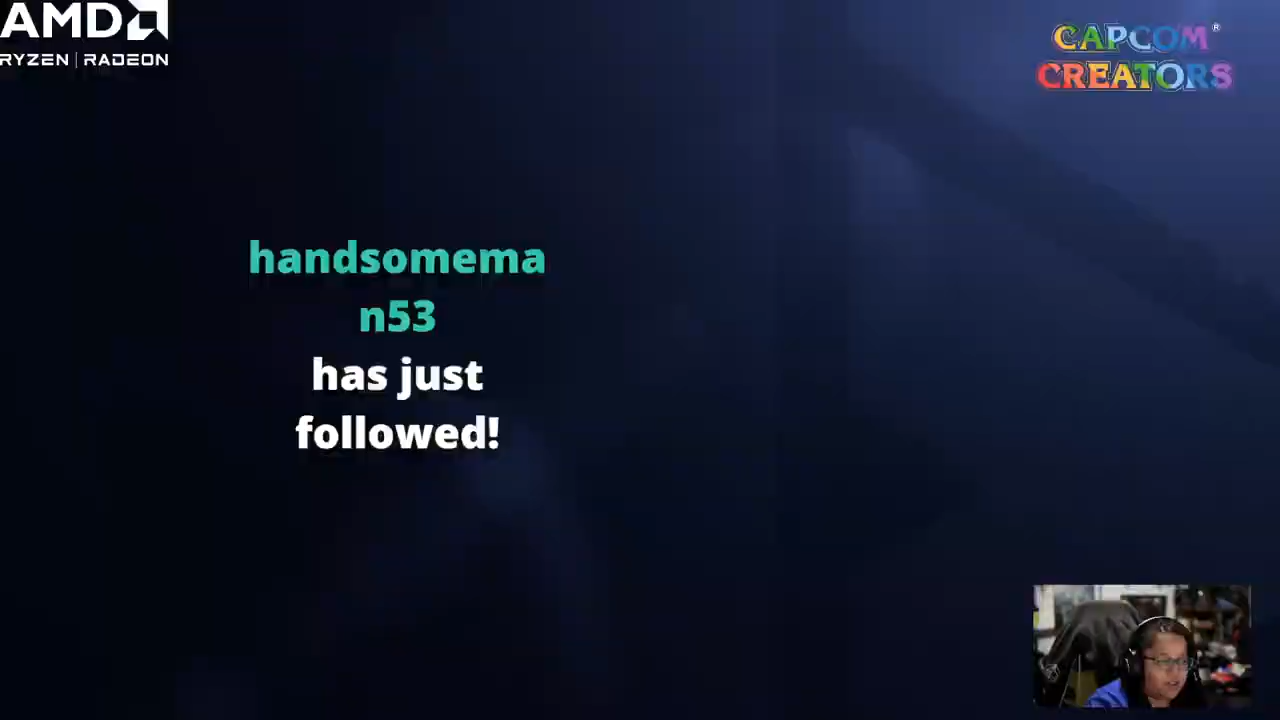 AMD
RYZEN | RADEON
CAPCOM®
CREATORS
handsomema
n53
has just
followed!